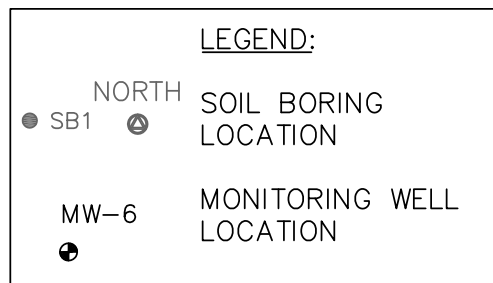 LEGEND:
NORTH
SB1
SOIL BORING
LOCATION
MW-6
MONITORING WELL
LOCATION